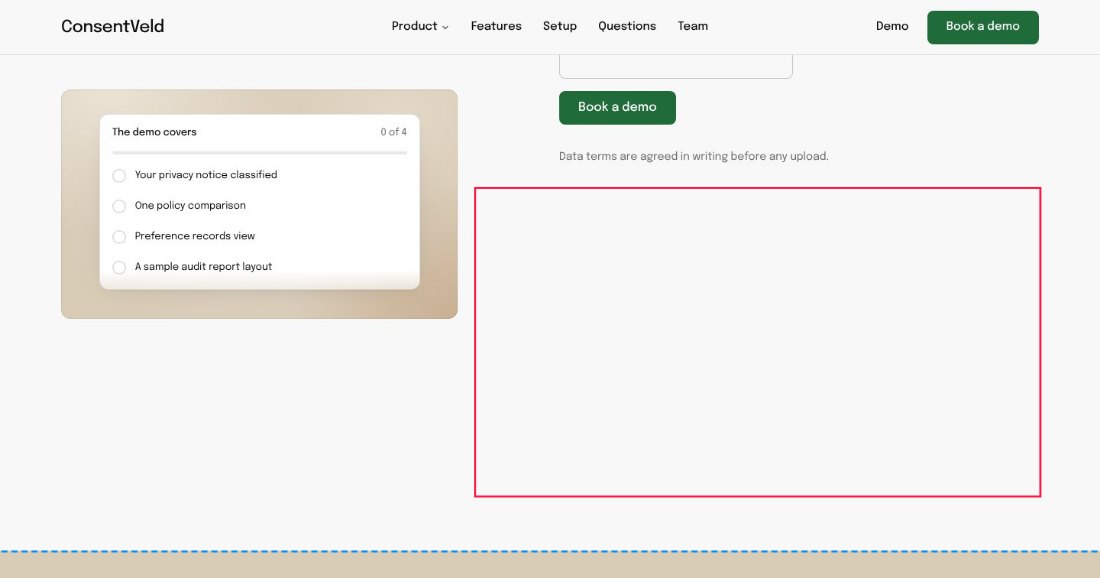 ConsentVeld
Product Features Setup Questions Team
Demo Book a demo
The demo covers 0 of 4
Your privacy notice classified
One policy comparison
Preference records view
A sample audit report layout
Book a demo
Data terms are agreed in writing before any upload.